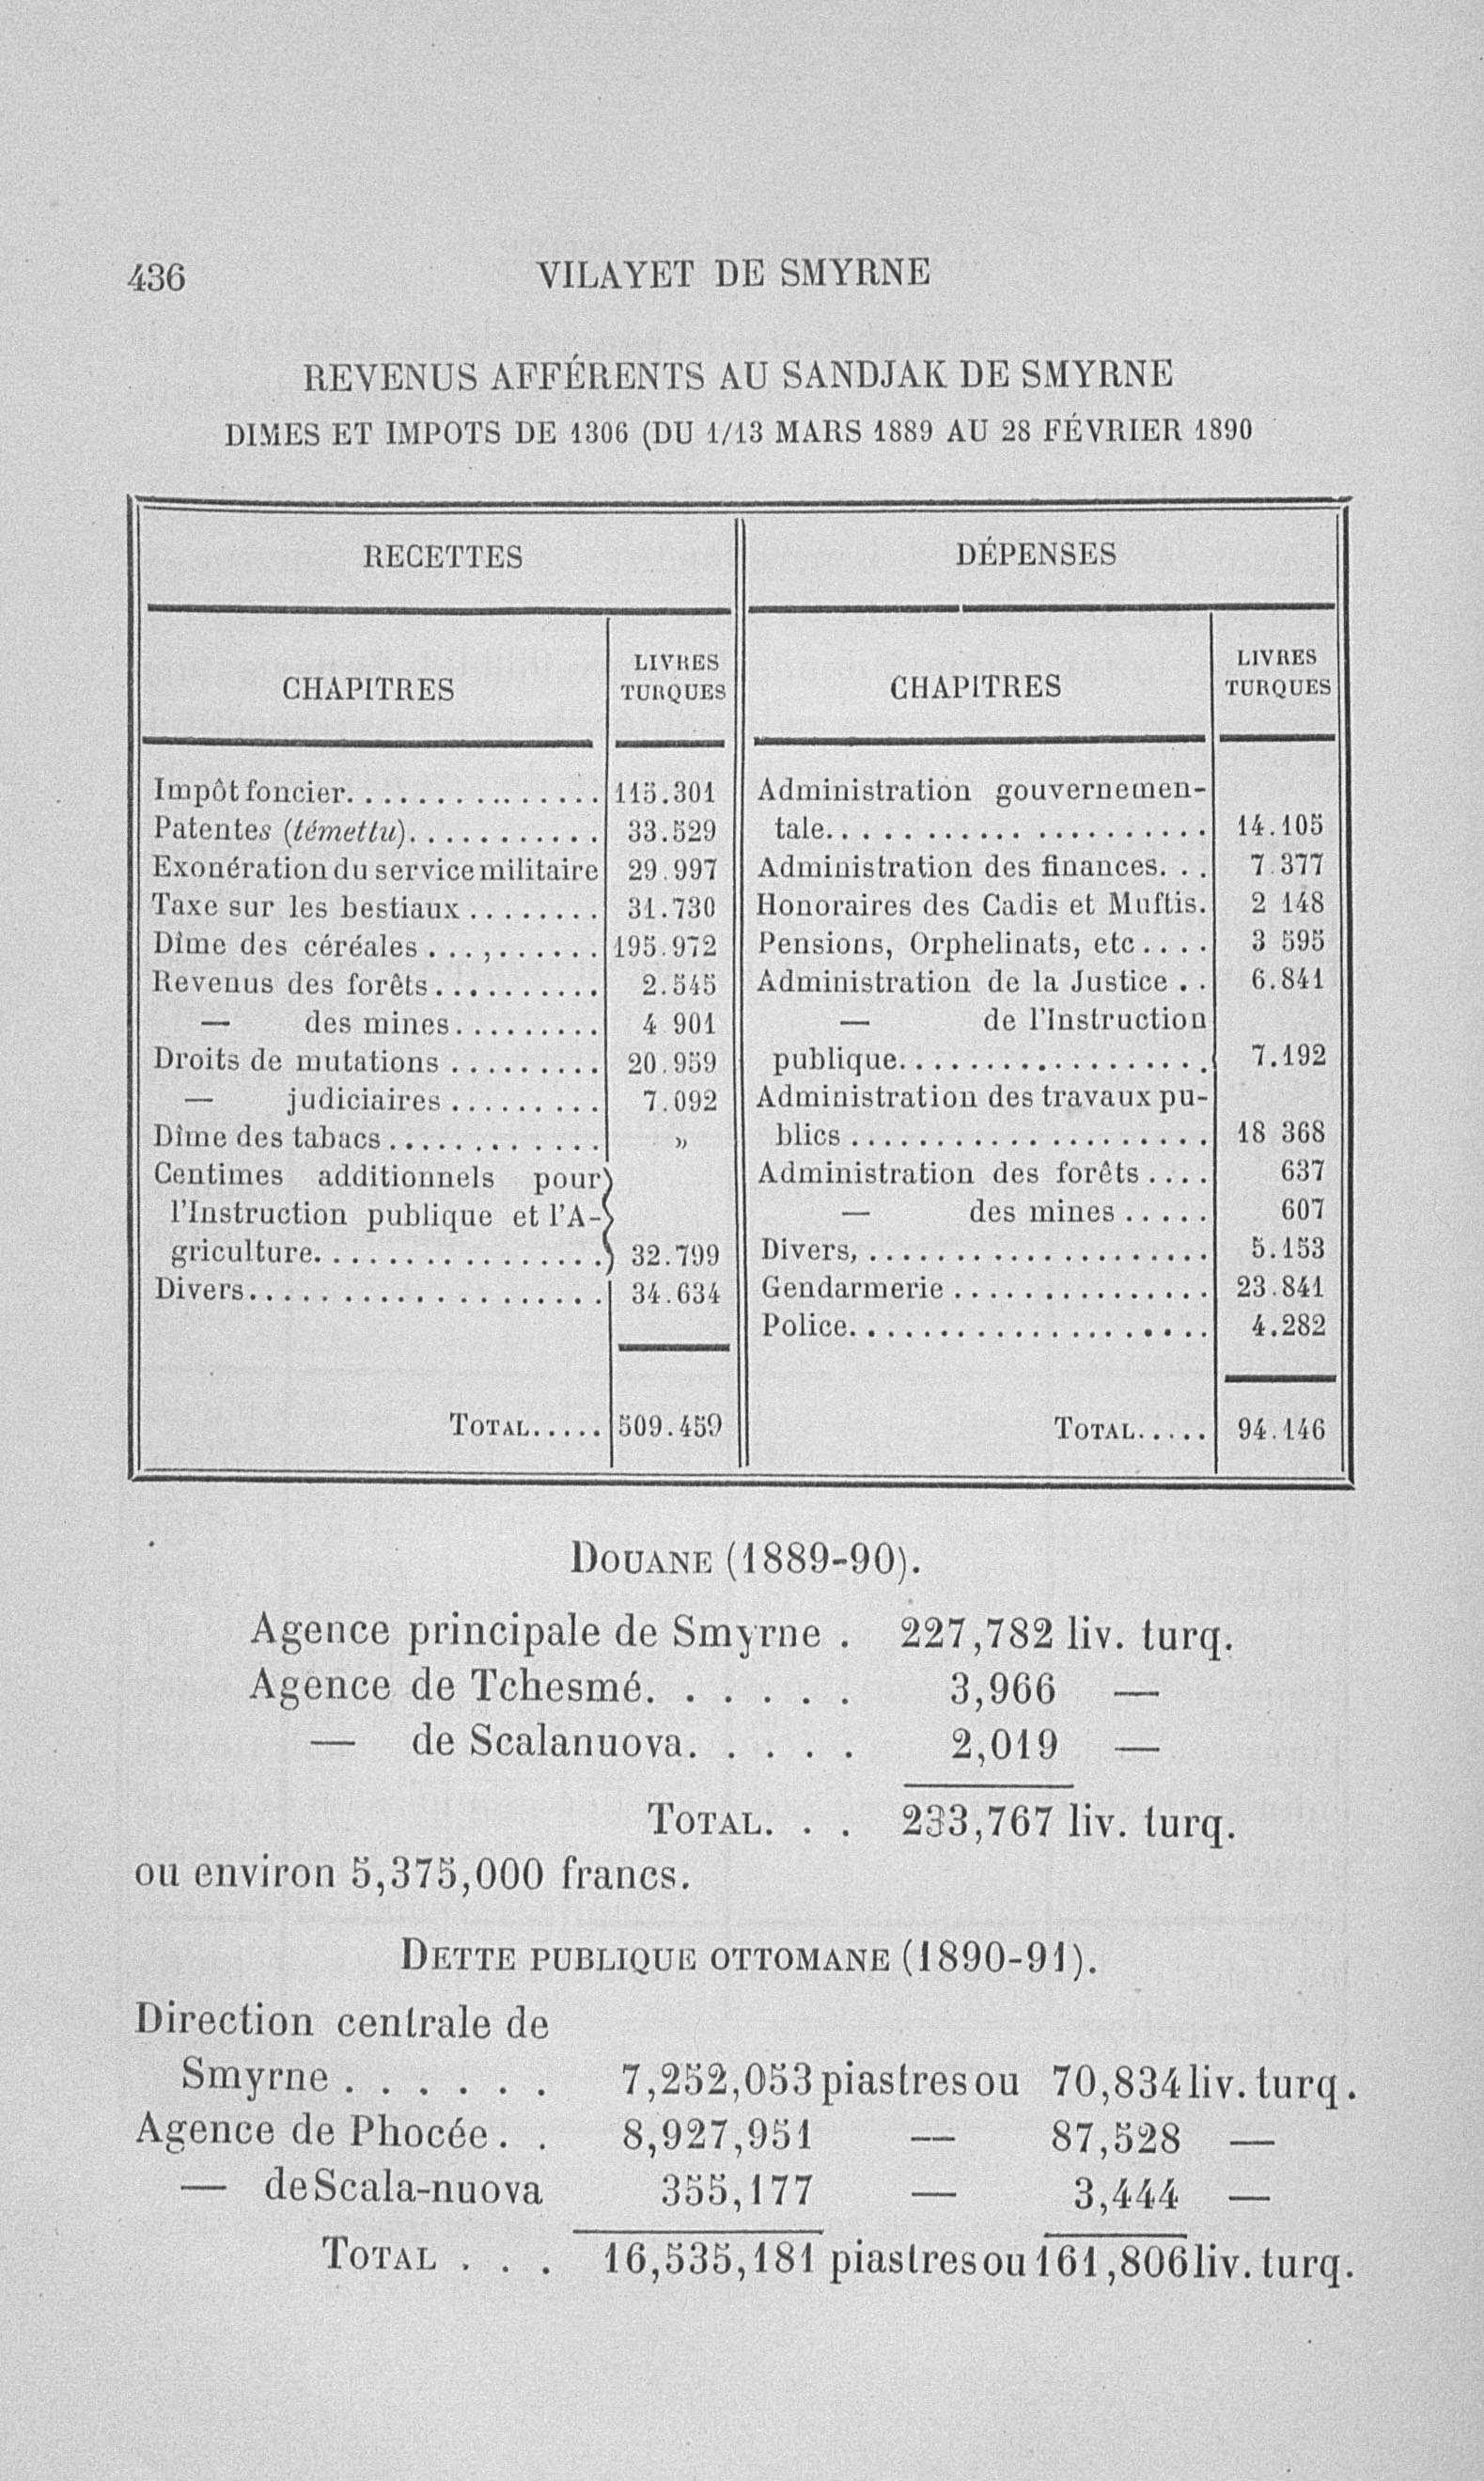 436
VILAYET DE SMYRNE
REVENUS AFFÉRENTS AU SANDJAK DE SMYRNE
DIMES ET IMPOTS DE 1306 (DU 1/13 MARS 1889 AU 28 FÉVRIER 1890
RECETTES
CHAPITRES
LIVRES
TURQUES
Impôt foncier................ 115.301
Patentes (témettu)............ 33.529
Exonération du service militaire 29.997
Taxe sur les bestiaux ........ 31.730
Dîme des céréales ...,...... 195.972
Revenus des forêts.......... 2.545
— des mines......... 4 901
Droits de mutations ......... 20.959
— judiciaires ......... 7.092
Dîme des tabacs ............. »
Centimes additionnels pour
l'Instruction publique et l'A-
griculture................ 32.799
Divers.................... 34.634
TOTAL..... 509.459
DÉPENSES
CHAPITRES
LIVRES
TURQUES
Administration gouvernemen-
tale...................... 14.105
Administration des finances... 7.377
Honoraires des Cadis et Muftis. 2 148
Pensions, Orphelinats, etc.... 3 595
Administration de la Justice .. 6.841
— de l'Instruction
publique................... 7.192
Administration des travaux pu-
blics ..................... 18 368
Administration des forêts .... 637
— des mines ..... 607
Divers, ..................... 5.153
Gendarmerie ............... 23.841
Police..................... 4.282
TOTAL..... 94.146
DOUANE (1889-90).
Agence principale de Smyrne . 227,782 liv. turq.
Agence de Tchesmé. . . . . . 3,966 —
— de Scalanuova. . . . . 2,019 —
TOTAL. . . 233,767 liv. turq.
ou environ 5,375,000 francs.
DETTE PUBLIQUE OTTOMANE (1890-91).
Direction centrale de
Smyrne . . . . . . 7,252,053 piastres ou 70,834 liv. turq.
Agence de Phocée. . 8,927,951 — 87,528 —
— de Scala-nuova 355,177 — 3,444 —
TOTAL . . . 16,535,181 piastres ou 161,806 liv. turq.